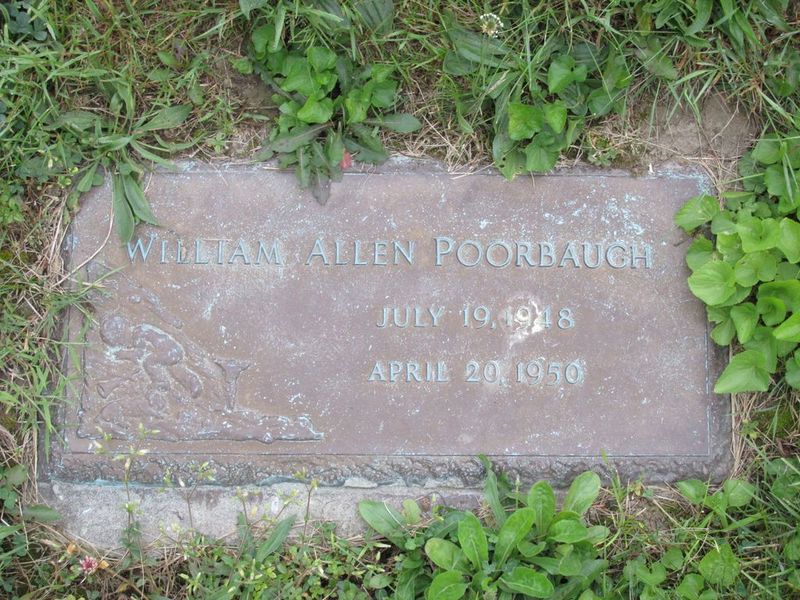 WILLIAM ALLEN POORBAUGH
JULY 19, 1948
APRIL 20, 1950